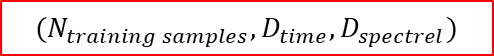 (N_{training samples}, D_{time}, D_{spectrel})